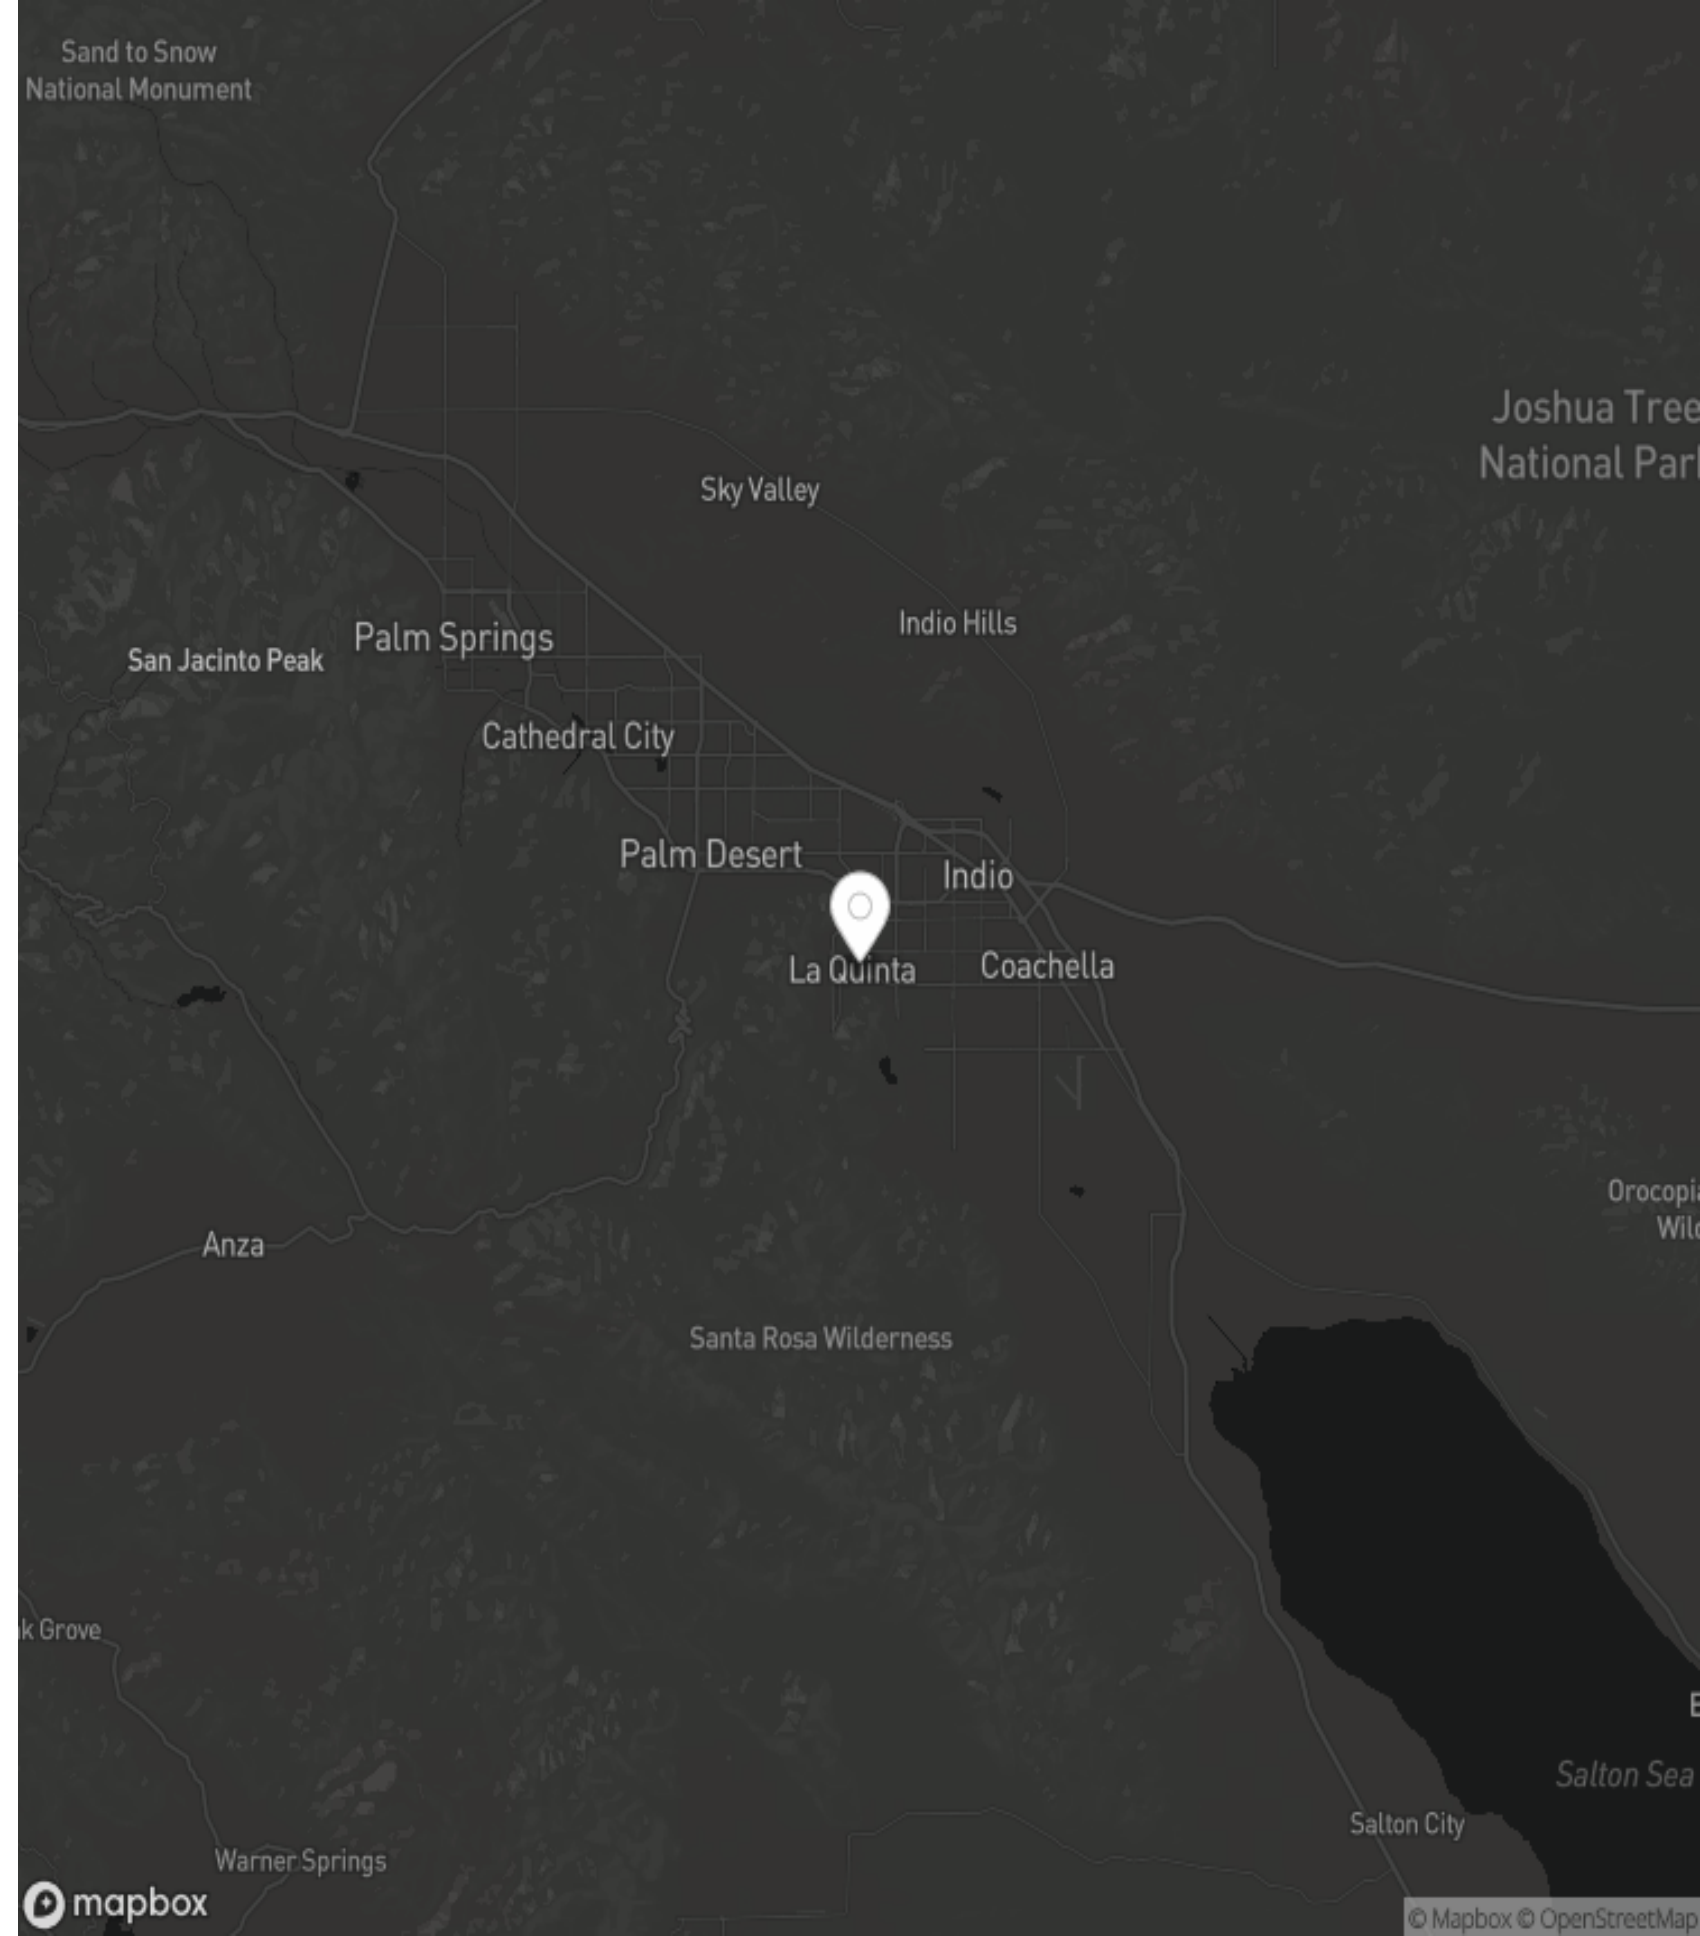 Sand to Snow
National Monument
Joshua Tree
National Par
Sky Valley
Indio Hills
Palm Springs
San Jacinto Peak
Cathedral City
Palm Desert
Indio
La Quinta
Coachella
Orocopia
Wild
Anza
Santa Rosa Wilderness
k Grove
Salton Sea
Salton City
Warner Springs
mapbox
© Mapbox © OpenStreetMap